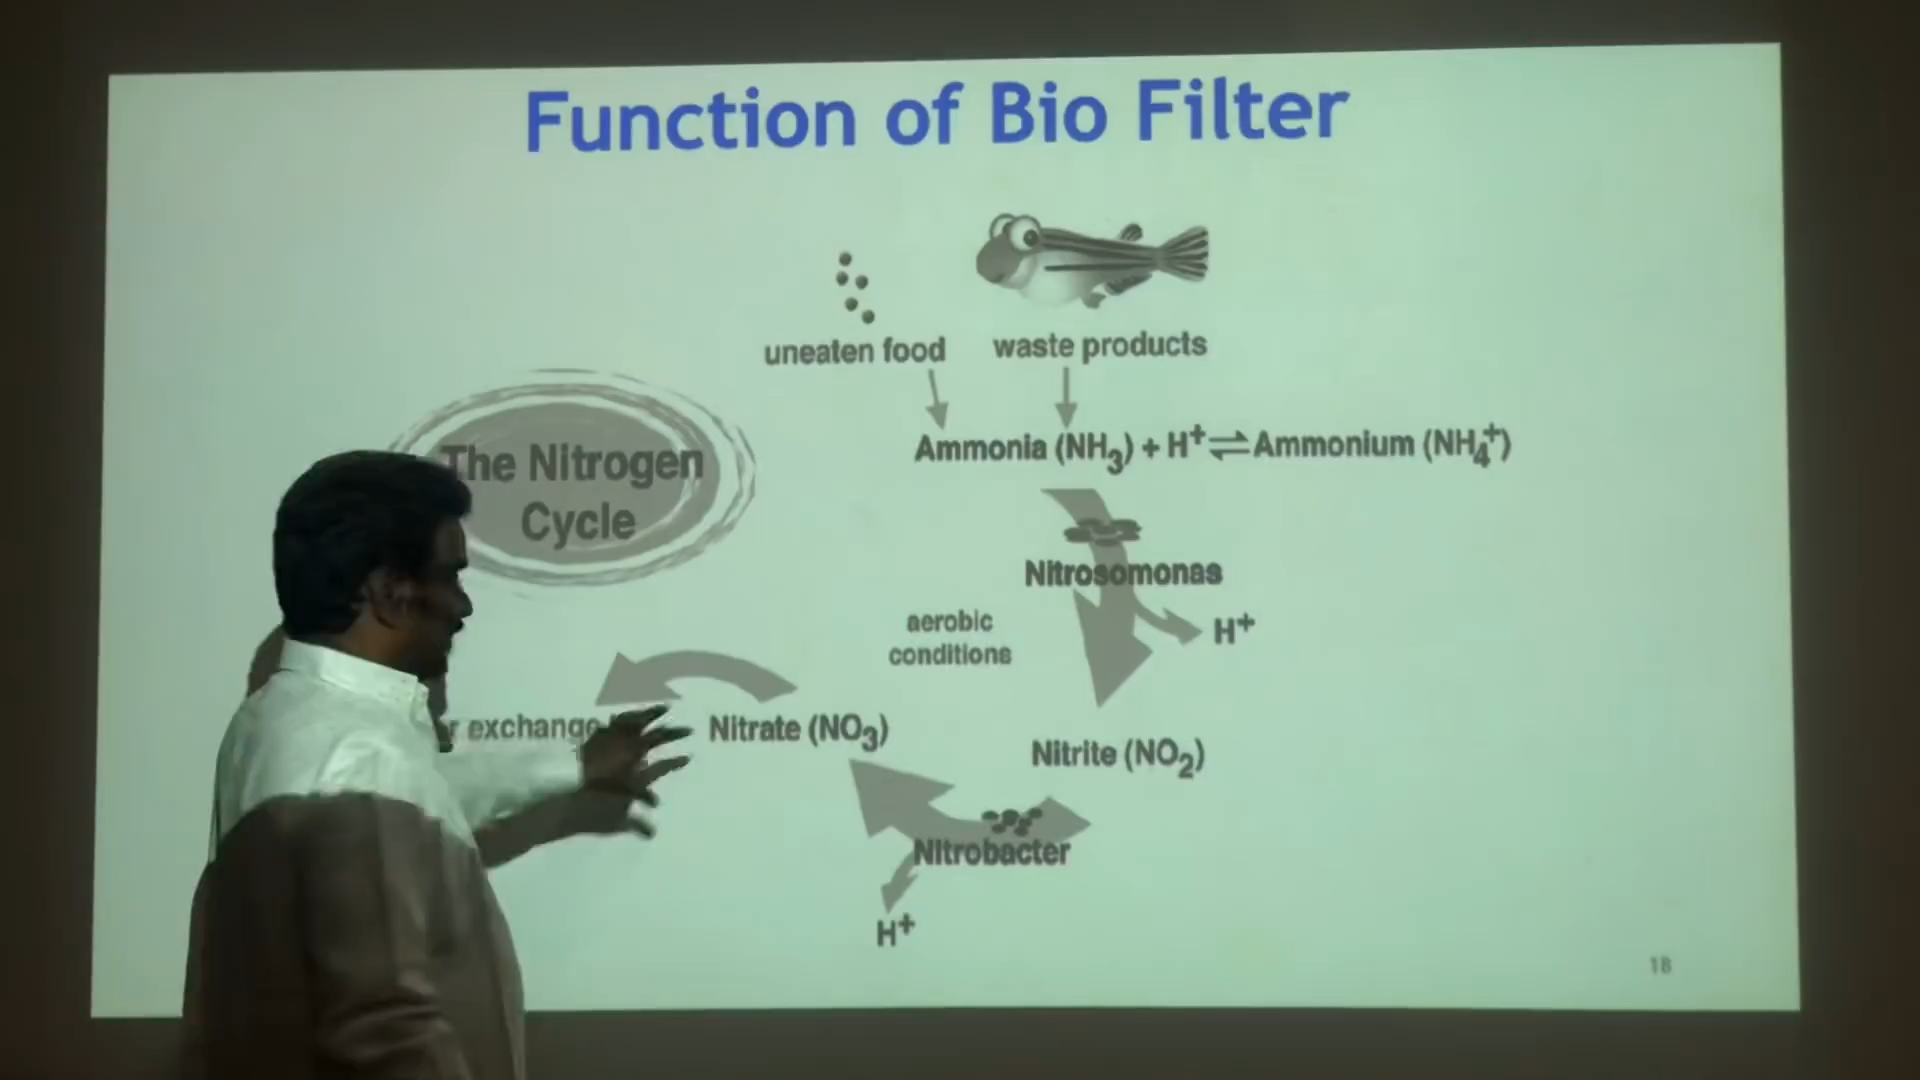 Function of Bio Filter
uneaten food
waste products
Ammonia (NH₃) + H⁺ ⇌ Ammonium (NH₄⁺)
The Nitrogen
Cycle
Nitrosomonas
aerobic
conditions
H⁺
exchange
Nitrate (NO₃)
Nitrite (NO₂)
Nitrobacter
H⁺
18